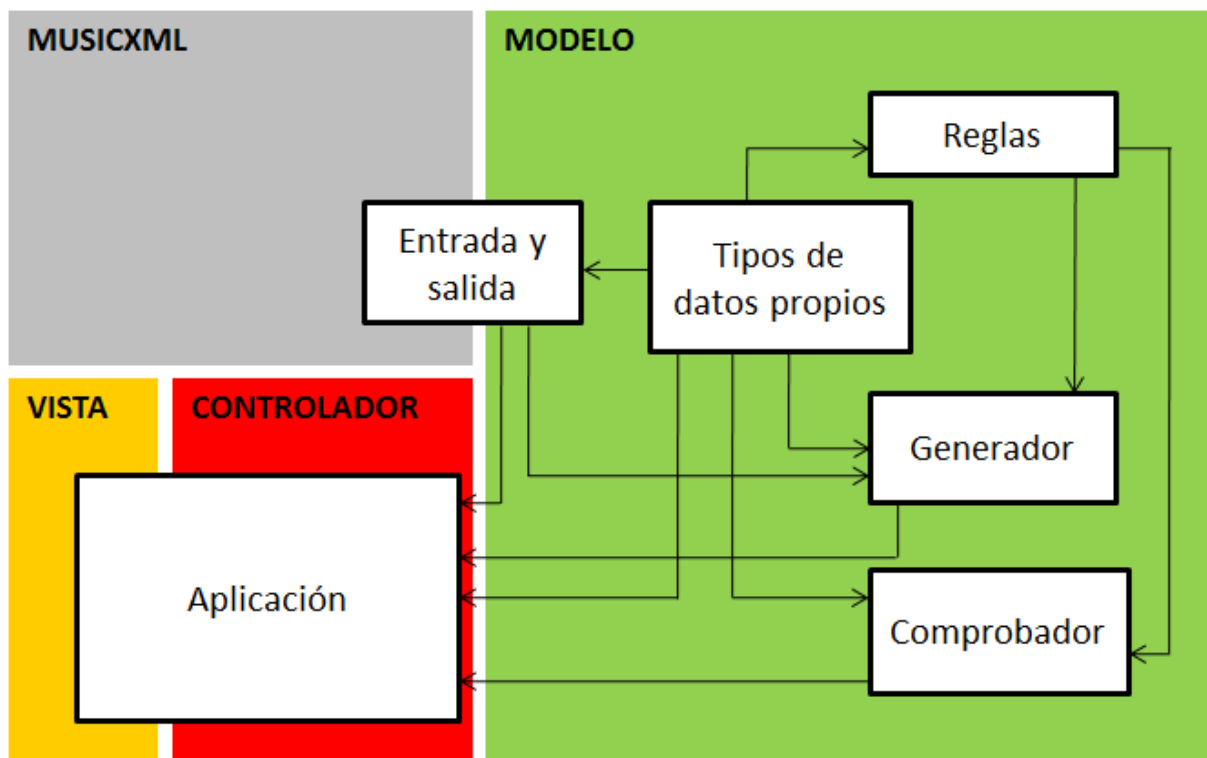 MUSICXML
MODELO
Reglas
Entrada y
salida
Tipos de
datos propios
VISTA
CONTROLADOR
Generador
Aplicación
Comprobador